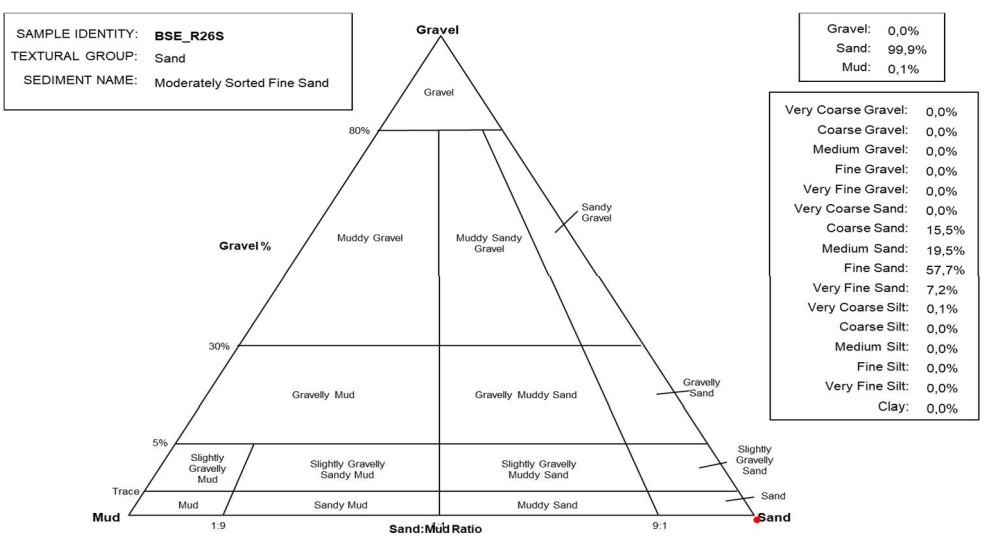 SAMPLE IDENTITY: BSE_R26S
TEXTURAL GROUP: Sand
SEDIMENT NAME: Moderately Sorted Fine Sand
Gravel: 0,0%
Sand: 99,9%
Mud: 0,1%
Very Coarse Gravel: 0,0%
Coarse Gravel: 0,0%
Medium Gravel: 0,0%
Fine Gravel: 0,0%
Very Fine Gravel: 0,0%
Very Coarse Sand: 0,0%
Coarse Sand: 15,5%
Medium Sand: 19,5%
Fine Sand: 57,7%
Very Fine Sand: 7,2%
Very Coarse Silt: 0,1%
Coarse Silt: 0,0%
Medium Silt: 0,0%
Fine Silt: 0,0%
Very Fine Silt: 0,0%
Clay: 0,0%
Gravel
Gravel
80%
Sandy
Gravel
Gravel %
Muddy Gravel
Muddy Sandy
Gravel
30%
Gravelly Mud
Gravelly Muddy Sand
Gravelly
Sand
5%
Slightly
Gravelly
Mud
Slightly Gravelly
Sandy Mud
Slightly Gravelly
Muddy Sand
Slightly
Gravelly
Sand
Trace
Mud
Sandy Mud
Muddy Sand
Sand
Mud
Sand
1:9
9:1
Sand:Mud Ratio